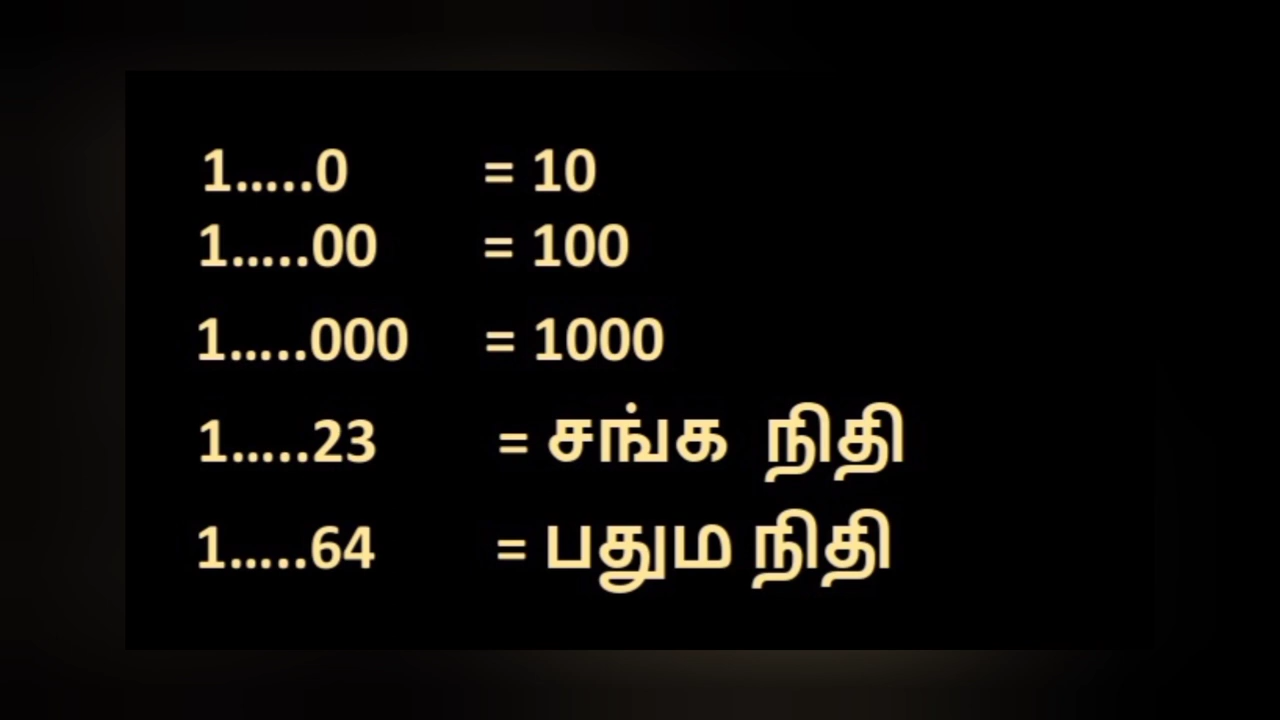 1.....0 = 10
1.....00 = 100
1.....000 = 1000
1.....23 = சங்க நிதி
1.....64 = பதும நிதி